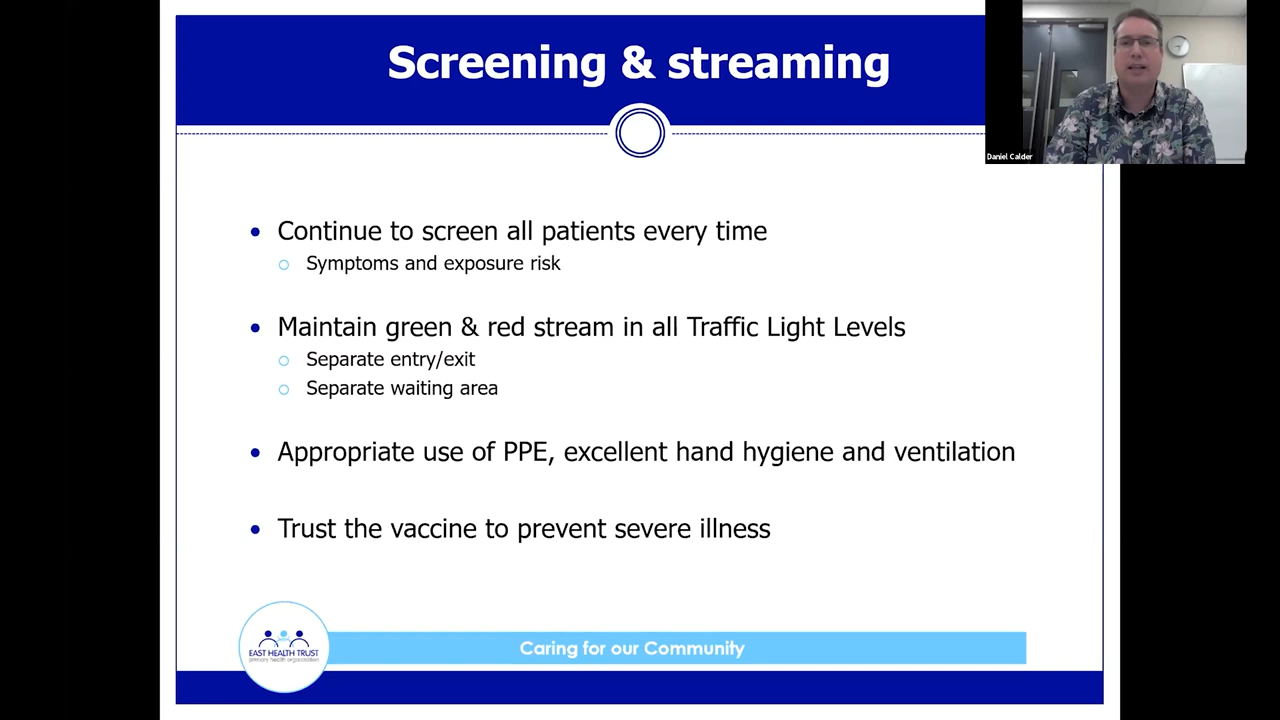 Screening & streaming
Daniel Calder
Continue to screen all patients every time
Symptoms and exposure risk
Maintain green & red stream in all Traffic Light Levels
Separate entry/exit
Separate waiting area
Appropriate use of PPE, excellent hand hygiene and ventilation
Trust the vaccine to prevent severe illness
EAST HEALTH TRUST
primary health organisation
Caring for our Community